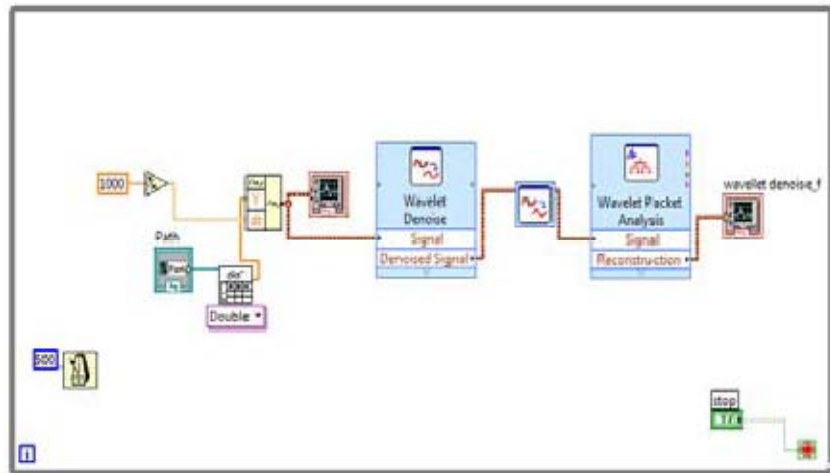 1000
Path
Double
Wavelet
Denoise
Signal
Denoised Signal
Wavelet Packet
Analysis
Signal
Reconstruction
wavelet denoise_f
500
stop
i